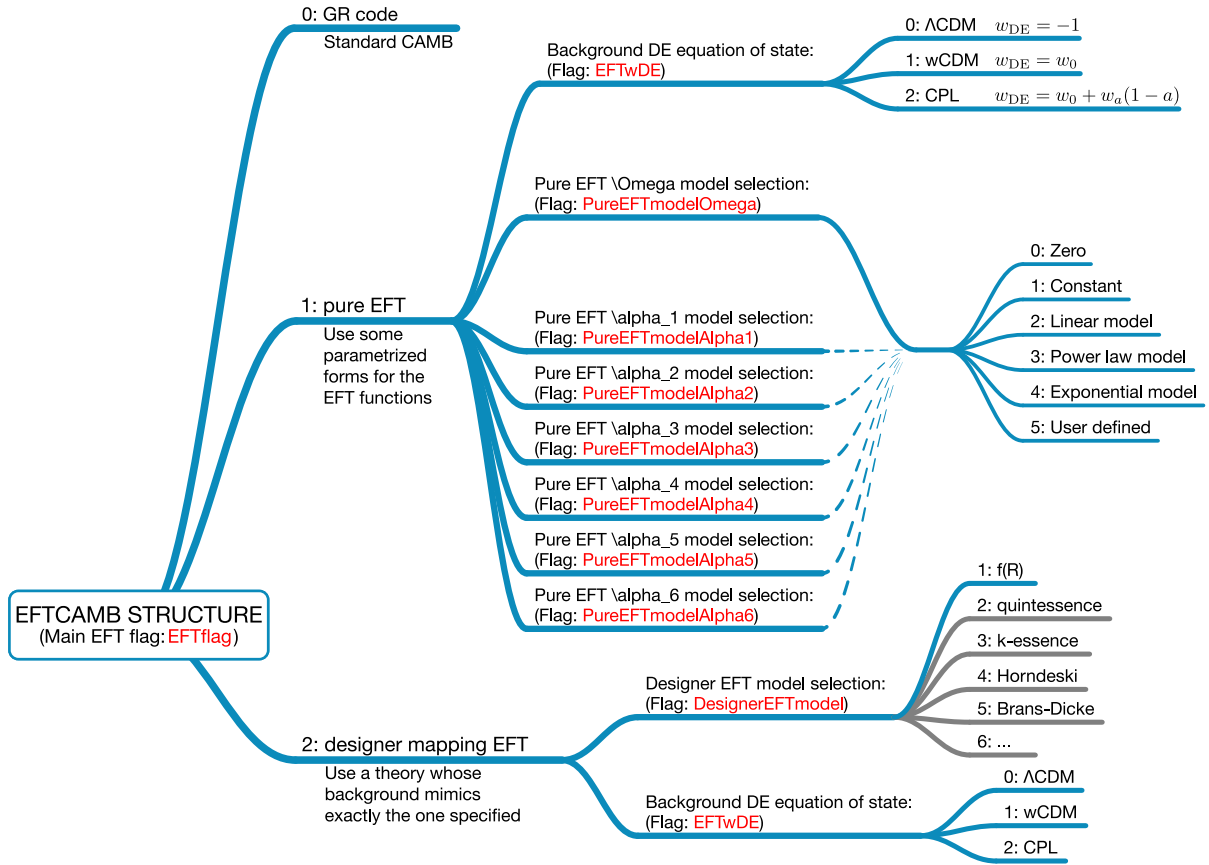 0: GR code
Standard CAMB
Background DE equation of state:
(Flag: EFTwDE)
0: ΛCDM w_DE = −1
1: wCDM w_DE = w_0
2: CPL w_DE = w_0 + w_a(1 − a)
Pure EFT \Omega model selection:
(Flag: PureEFTmodelOmega)
0: Zero
1: Constant
2: Linear model
3: Power law model
4: Exponential model
5: User defined
1: pure EFT
Use some
parametrized
forms for the
EFT functions
Pure EFT \alpha_1 model selection:
(Flag: PureEFTmodelAlpha1)
Pure EFT \alpha_2 model selection:
(Flag: PureEFTmodelAlpha2)
Pure EFT \alpha_3 model selection:
(Flag: PureEFTmodelAlpha3)
Pure EFT \alpha_4 model selection:
(Flag: PureEFTmodelAlpha4)
Pure EFT \alpha_5 model selection:
(Flag: PureEFTmodelAlpha5)
Pure EFT \alpha_6 model selection:
(Flag: PureEFTmodelAlpha6)
EFTCAMB STRUCTURE
(Main EFT flag: EFTflag)
2: designer mapping EFT
Use a theory whose
background mimics
exactly the one specified
Designer EFT model selection:
(Flag: DesignerEFTmodel)
1: f(R)
2: quintessence
3: k-essence
4: Horndeski
5: Brans-Dicke
6: ...
Background DE equation of state:
(Flag: EFTwDE)
0: ΛCDM
1: wCDM
2: CPL